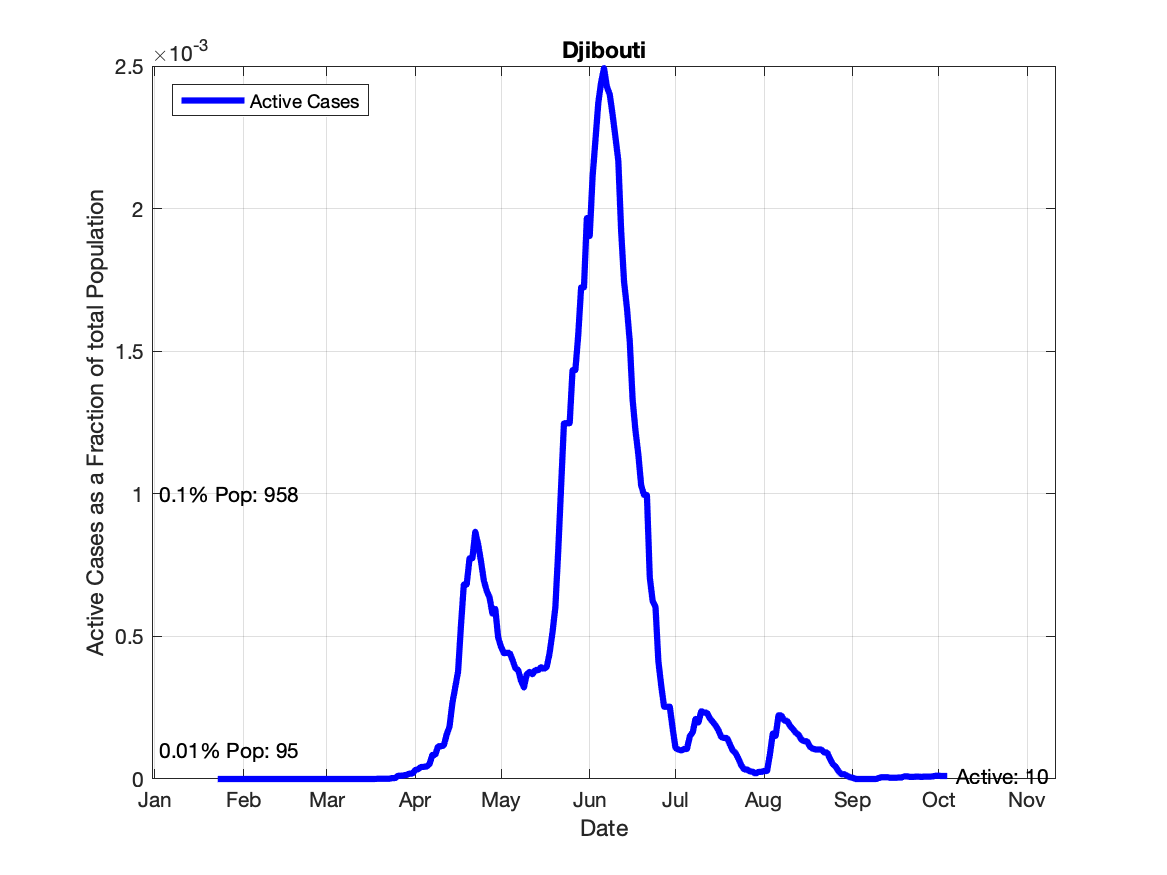 Djibouti
×10-3
Active Cases
2.5
2
1.5
1
0.5
0
0.1% Pop: 958
0.01% Pop: 95
Active: 10
Active Cases as a Fraction of total Population
Jan Feb Mar Apr May Jun Jul Aug Sep Oct Nov
Date